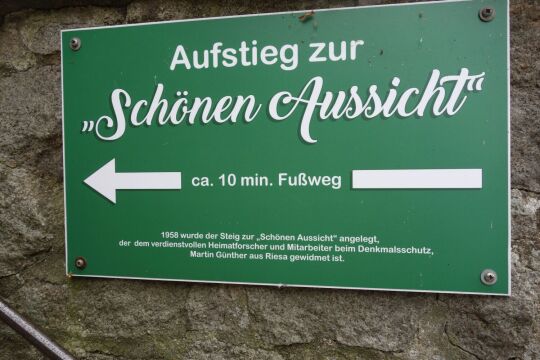 Aufstieg zur
„Schönen Aussicht“
ca. 10 min. Fußweg
1958 wurde der Steig zur „Schönen Aussicht“ angelegt,
der dem verdienstvollen Heimatforscher und Mitarbeiter beim Denkmalsschutz,
Martin Günther aus Riesa gewidmet ist.